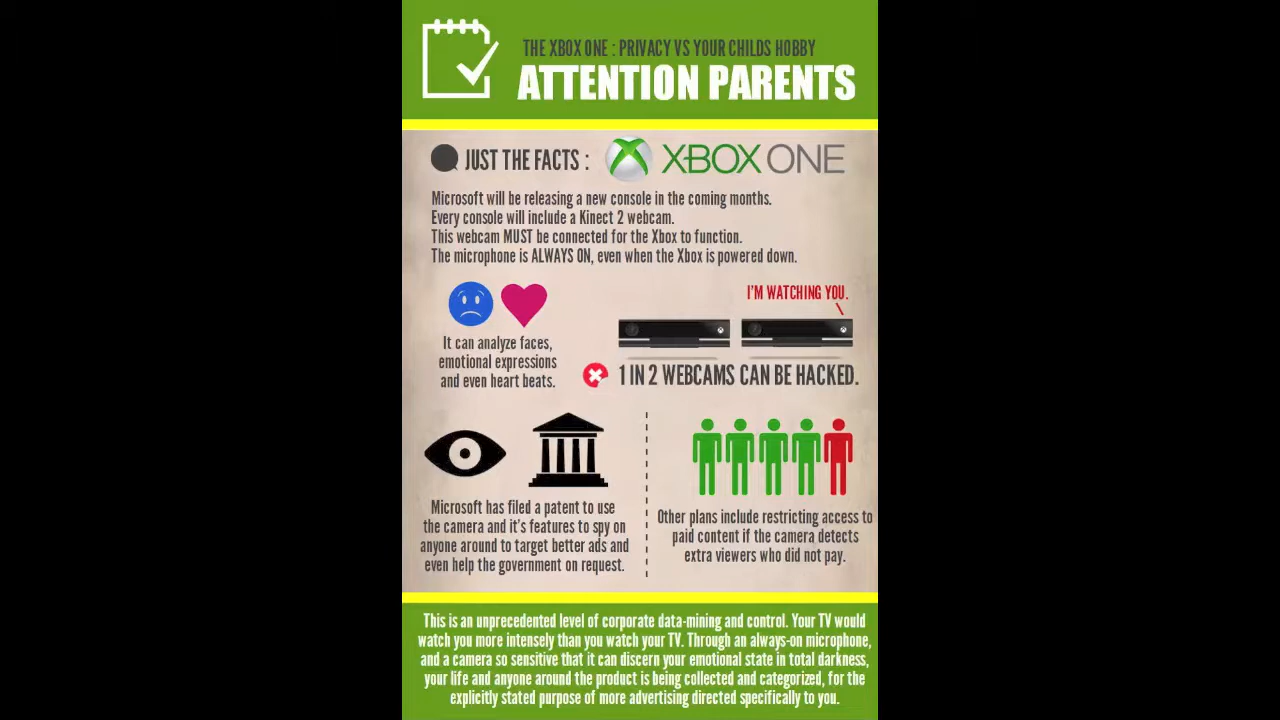 THE XBOX ONE : PRIVACY VS YOUR CHILDS HOBBY
ATTENTION PARENTS
JUST THE FACTS :
XBOX ONE
Microsoft will be releasing a new console in the coming months.
Every console will include a Kinect 2 webcam.
This webcam MUST be connected for the Xbox to function.
The microphone is ALWAYS ON, even when the Xbox is powered down.
I'M WATCHING YOU.
It can analyze faces,
emotional expressions
and even heart beats.
1 IN 2 WEBCAMS CAN BE HACKED.
Microsoft has filed a patent to use
the camera and it's features to spy on
anyone around to target better ads and
even help the government on request.
Other plans include restricting access to
paid content if the camera detects
extra viewers who did not pay.
This is an unprecedented level of corporate data-mining and control. Your TV would
watch you more intensely than you watch your TV. Through an always-on microphone,
and a camera so sensitive that it can discern your emotional state in total darkness,
your life and anyone around the product is being collected and categorized, for the
explicitly stated purpose of more advertising directed specifically to you.